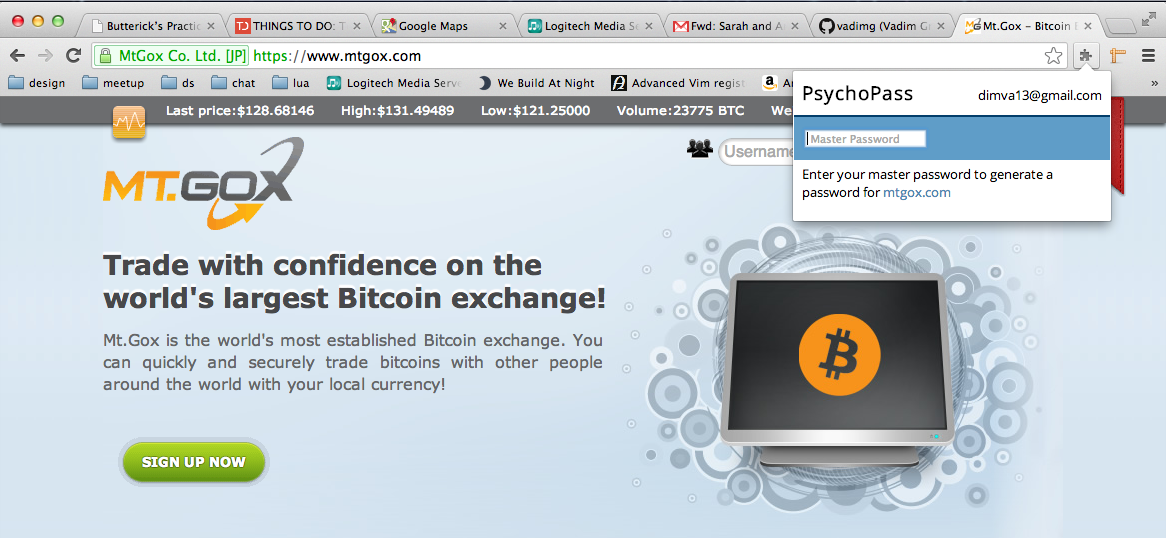 Butterick's Practic
THINGS TO DO: T
Google Maps
Logitech Media Se
Fwd: Sarah and As
vadimg (Vadim Gr
Mt.Gox – Bitcoin E
MtGox Co. Ltd. [JP] https://www.mtgox.com
design
meetup
ds
chat
lua
Logitech Media Serve
We Build At Night
Advanced Vim regist
Am
»
PsychoPass
dimva13@gmail.com
Master Password
Enter your master password to generate a
password for mtgox.com
Last price:$128.68146
High:$131.49489
Low:$121.25000
Volume:23775 BTC
We
Username
MT.GOX
Trade with confidence on the
world's largest Bitcoin exchange!
Mt.Gox is the world's most established Bitcoin exchange. You
can quickly and securely trade bitcoins with other people
around the world with your local currency!
SIGN UP NOW